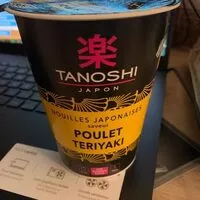 楽
TANOSHI
JAPON
NOUILLES JAPONAISES
saveur
POULET
TERIYAKI